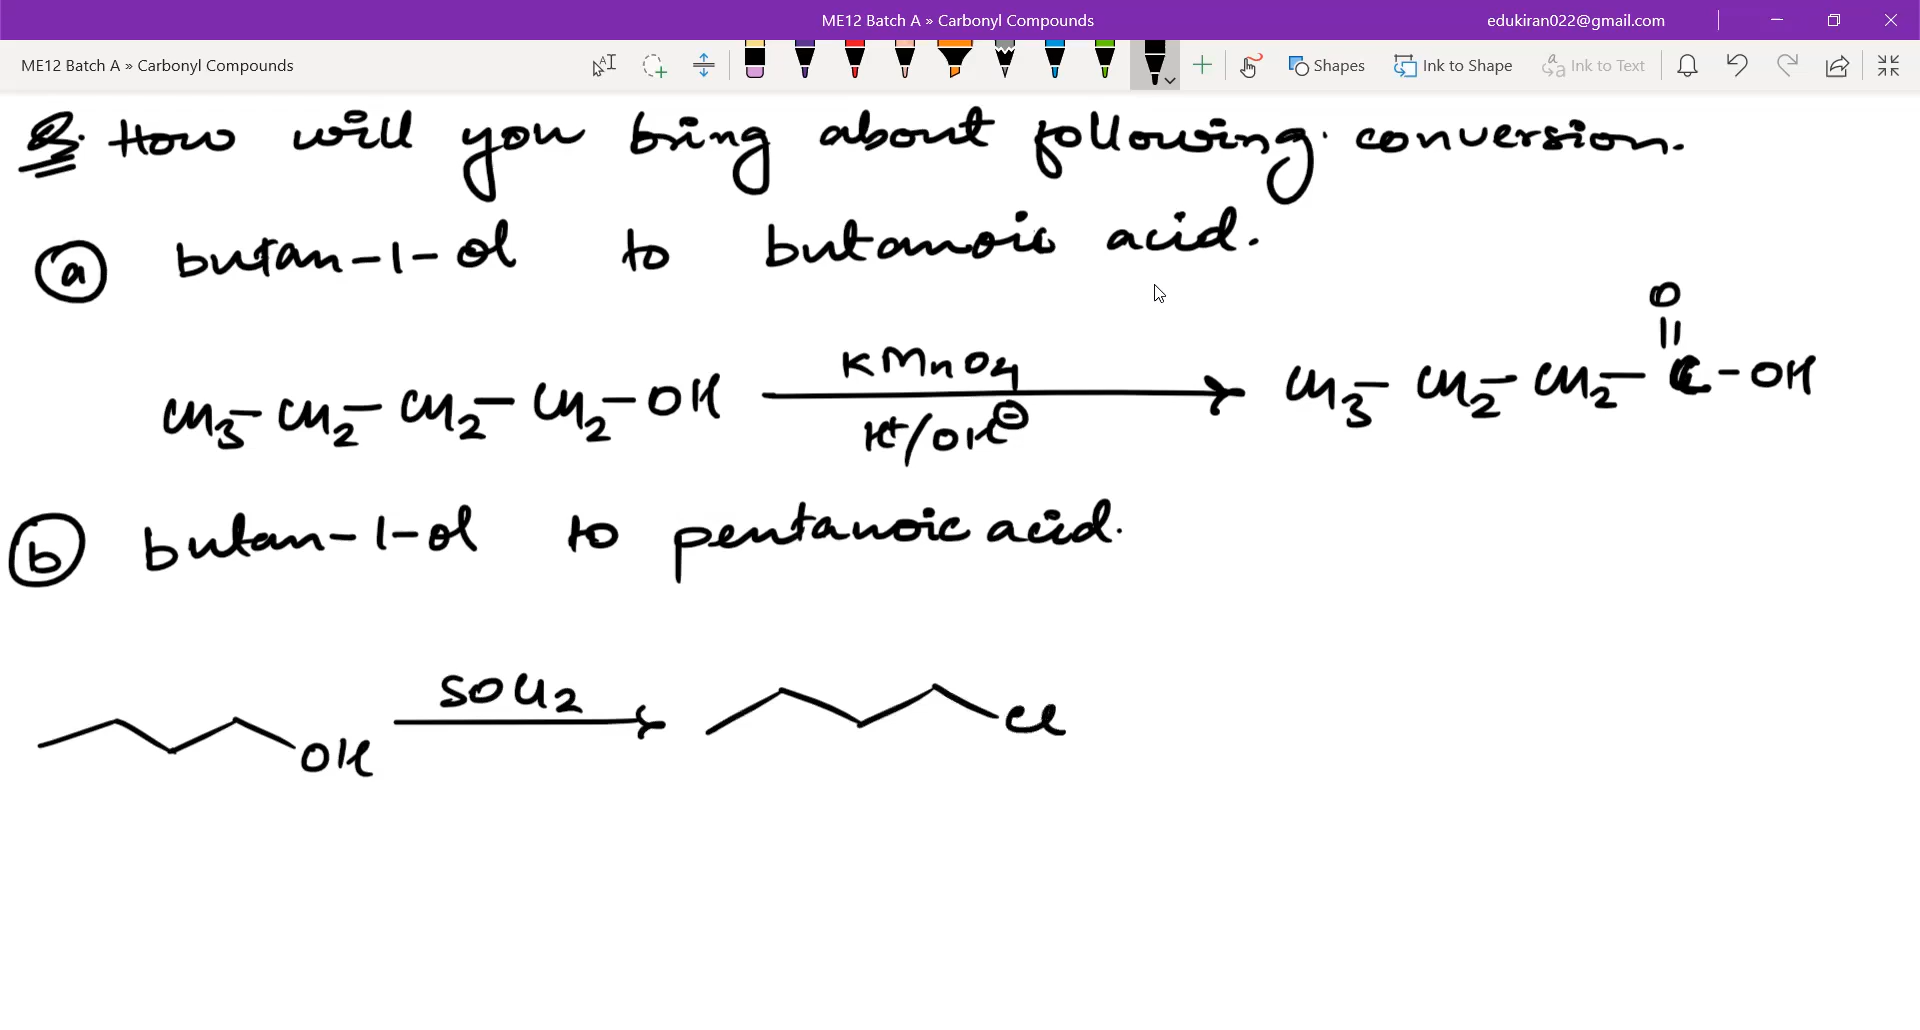 ME12 Batch A » Carbonyl Compounds
edukiran022@gmail.com
ME12 Batch A » Carbonyl Compounds
Shapes
Ink to Shape
Ink to Text
Q. How will you bring about following conversion.
(a) butan-1-ol to butanoic acid.
O
||
CH3-CH2-CH2-CH2-OH KMnO4 H+/OH⊖ → CH3-CH2-CH2-C-OH
(b) butan-1-ol to pentanoic acid.
OH SOCl2 → Cl